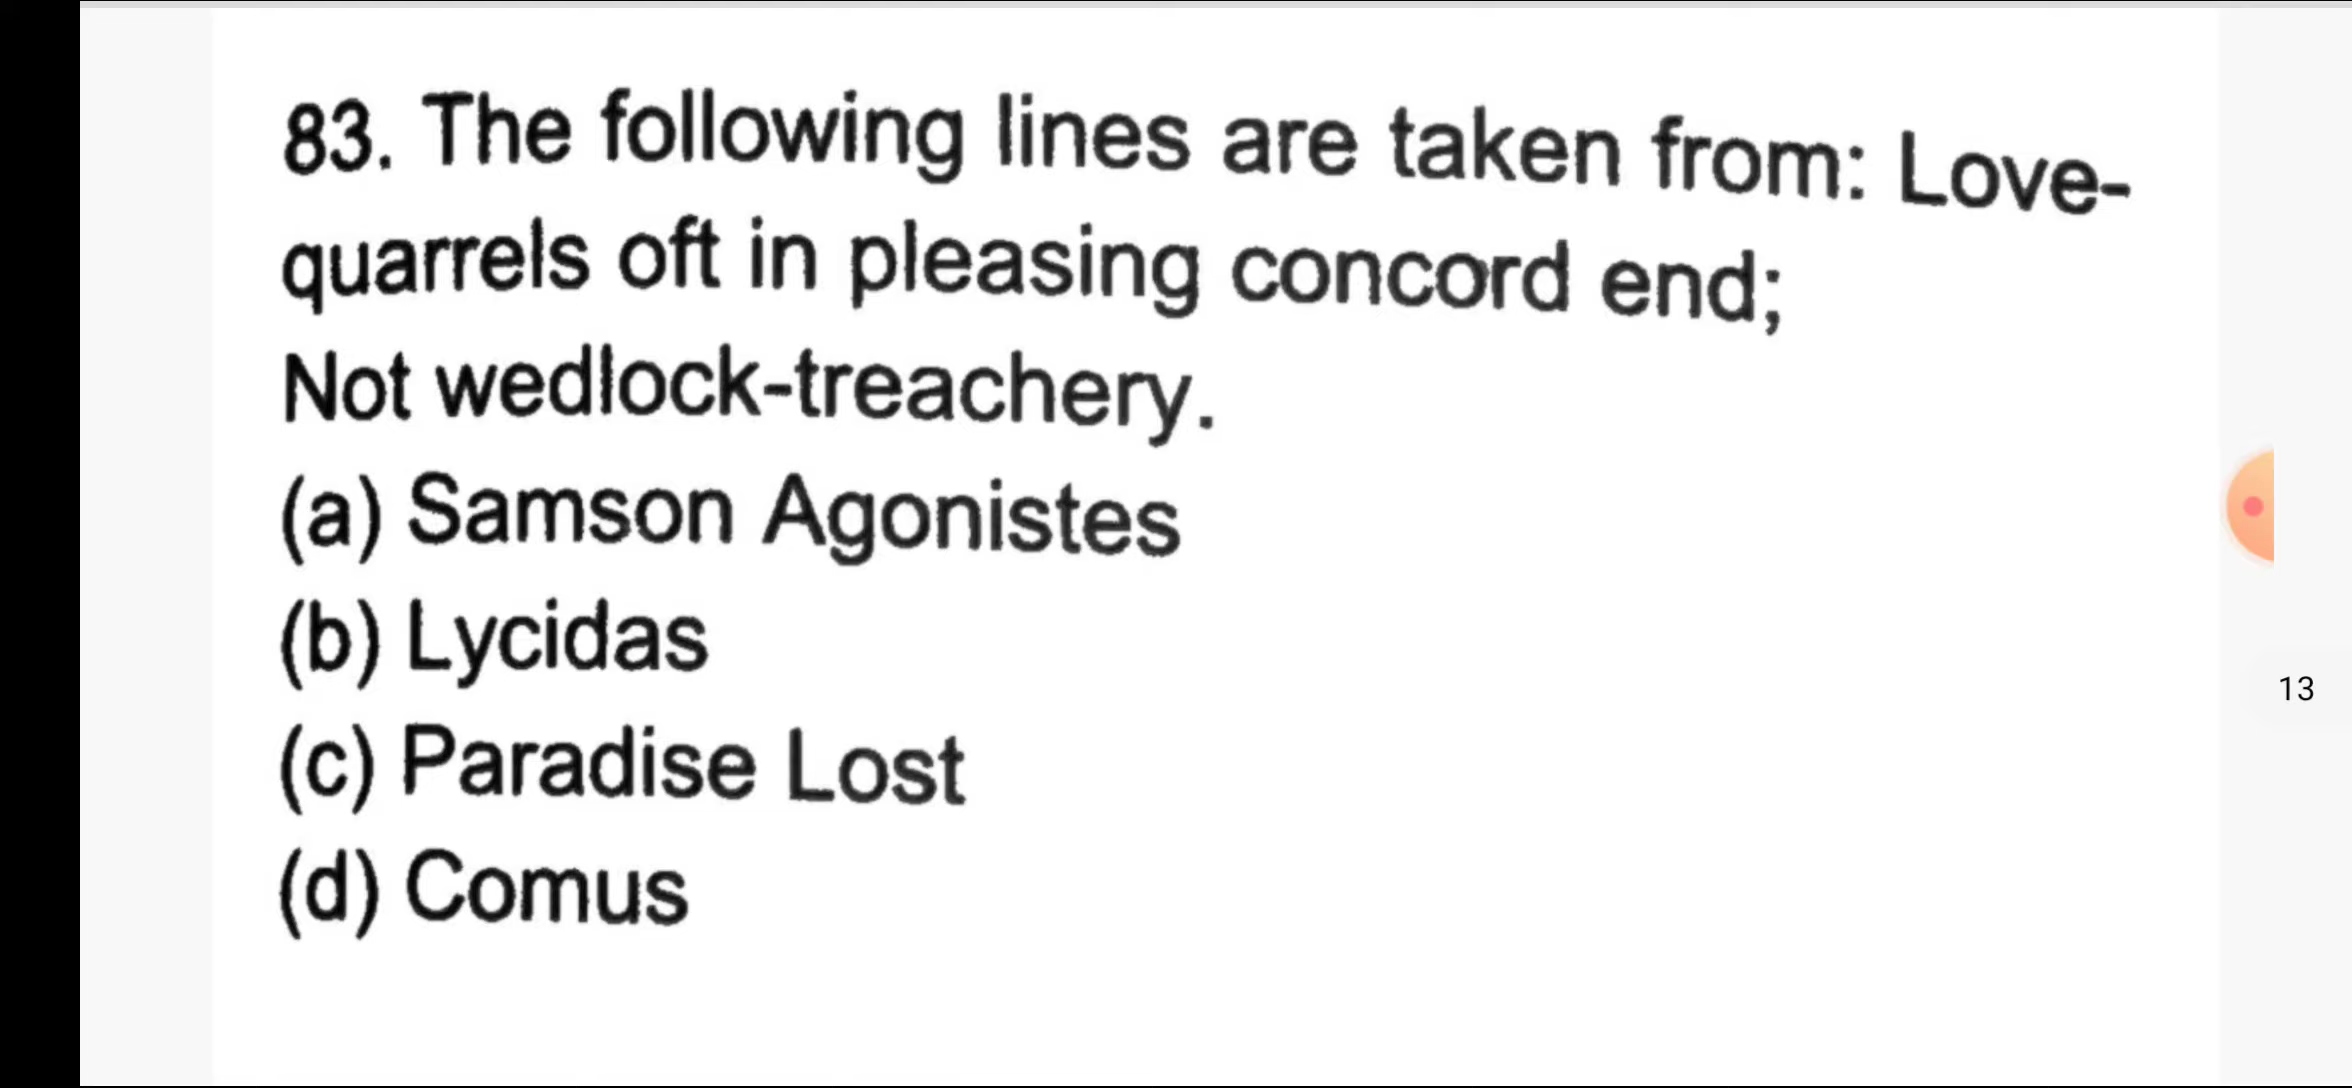 83. The following lines are taken from: Love-
quarrels oft in pleasing concord end;
Not wedlock-treachery.
(a) Samson Agonistes
(b) Lycidas
(c) Paradise Lost
(d) Comus
13